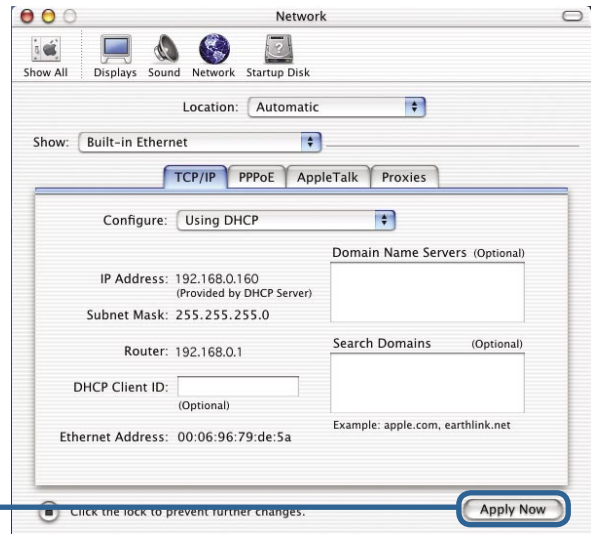 Network
Show All Displays Sound Network Startup Disk
Location: Automatic
Show: Built-in Ethernet
TCP/IP PPPoE AppleTalk Proxies
Configure: Using DHCP
Domain Name Servers (Optional)
IP Address: 192.168.0.160
(Provided by DHCP Server)
Subnet Mask: 255.255.255.0
Search Domains (Optional)
Router: 192.168.0.1
DHCP Client ID:
(Optional)
Example: apple.com, earthlink.net
Ethernet Address: 00:06:96:79:de:5a
Click the lock to prevent further changes.
Apply Now